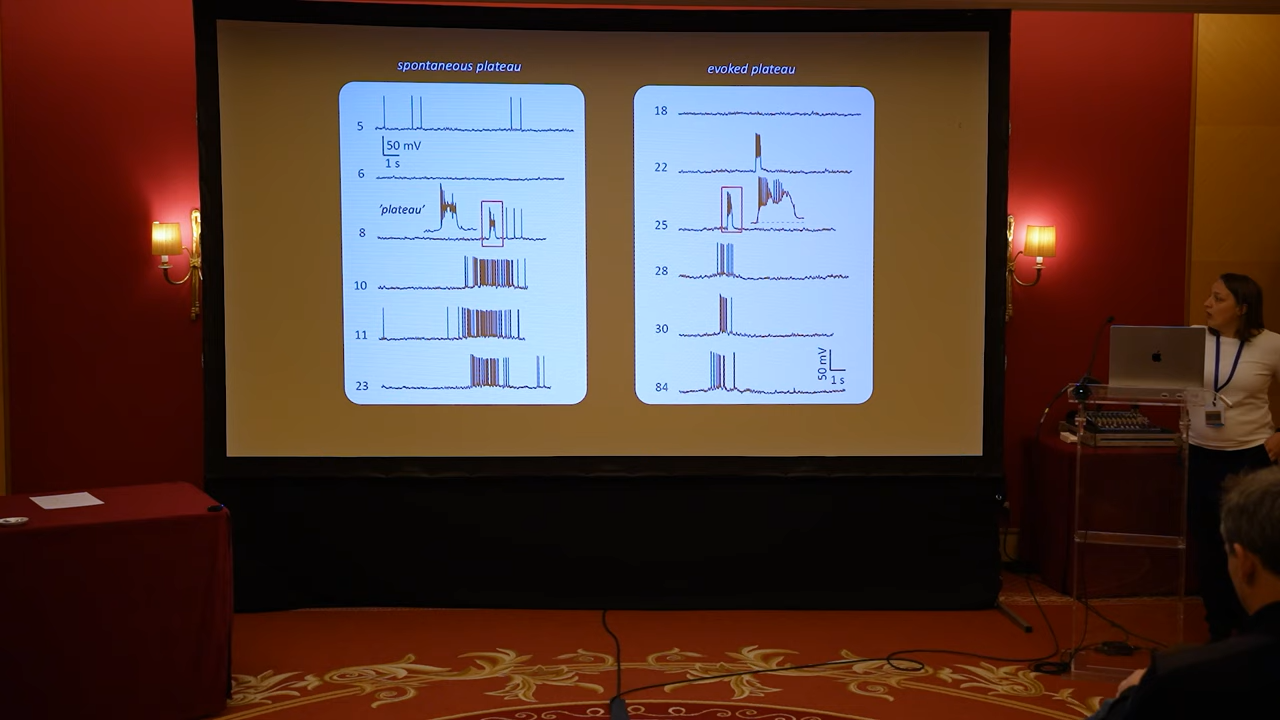 spontaneous plateau
5
50 mV
1 s
6
'plateau'
8
10
11
23
evoked plateau
18
22
25
28
30
50 mV
1 s
84